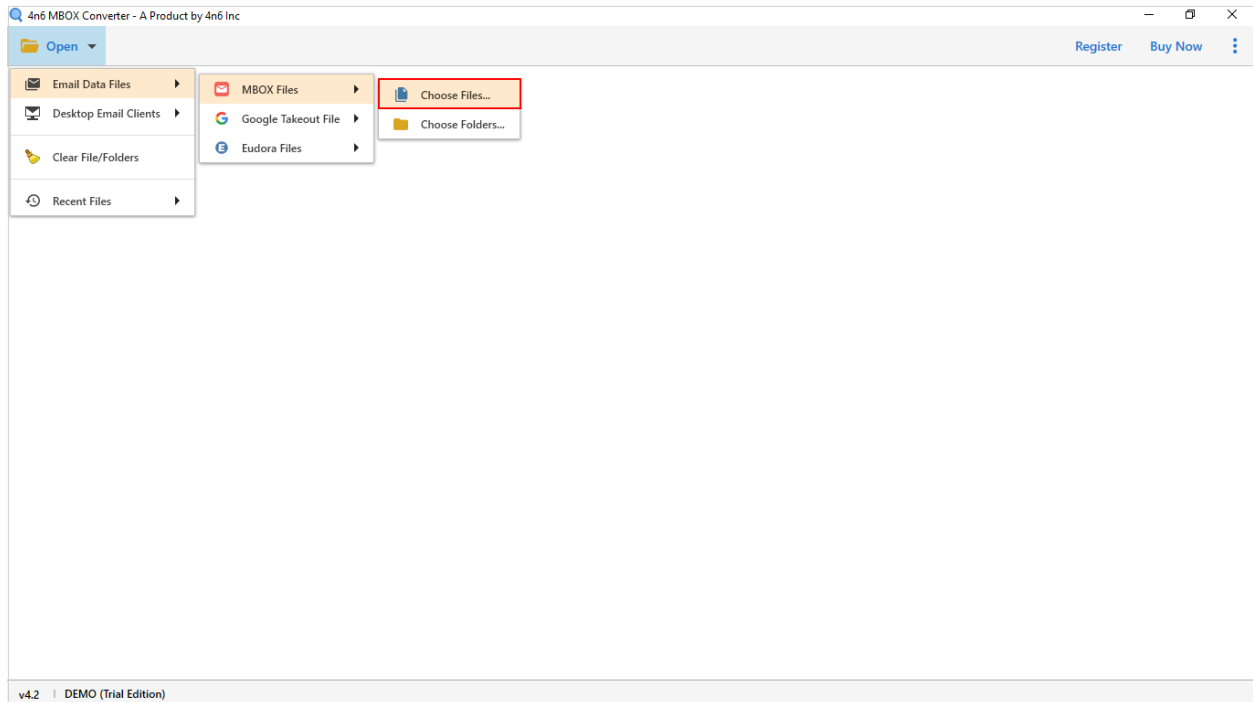 4n6 MBOX Converter - A Product by 4n6 Inc
Open
Register
Buy Now
Email Data Files
Desktop Email Clients
Clear File/Folders
Recent Files
MBOX Files
Google Takeout File
Eudora Files
Choose Files...
Choose Folders...
v4.2 | DEMO (Trial Edition)